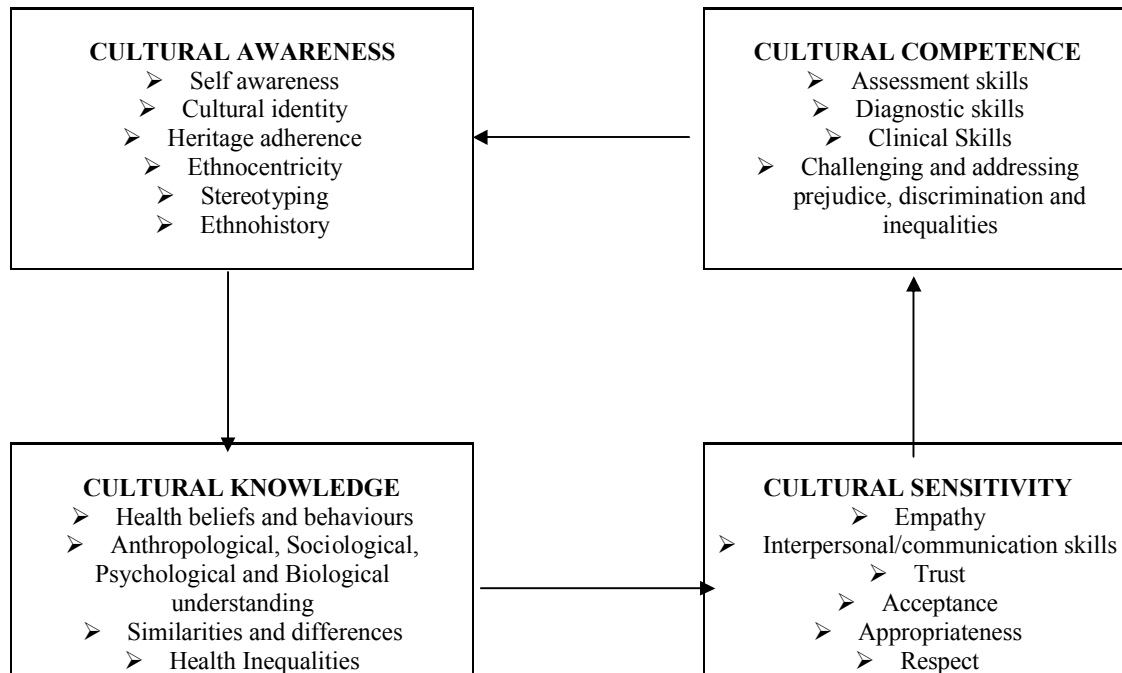 CULTURAL AWARENESS
➢ Self awareness
➢ Cultural identity
➢ Heritage adherence
➢ Ethnocentricity
➢ Stereotyping
➢ Ethnohistory
CULTURAL COMPETENCE
➢ Assessment skills
➢ Diagnostic skills
➢ Clinical Skills
➢ Challenging and addressing
prejudice, discrimination and
inequalities
CULTURAL KNOWLEDGE
➢ Health beliefs and behaviours
➢ Anthropological, Sociological,
Psychological and Biological
understanding
➢ Similarities and differences
➢ Health Inequalities
CULTURAL SENSITIVITY
➢ Empathy
➢ Interpersonal/communication skills
➢ Trust
➢ Acceptance
➢ Appropriateness
➢ Respect